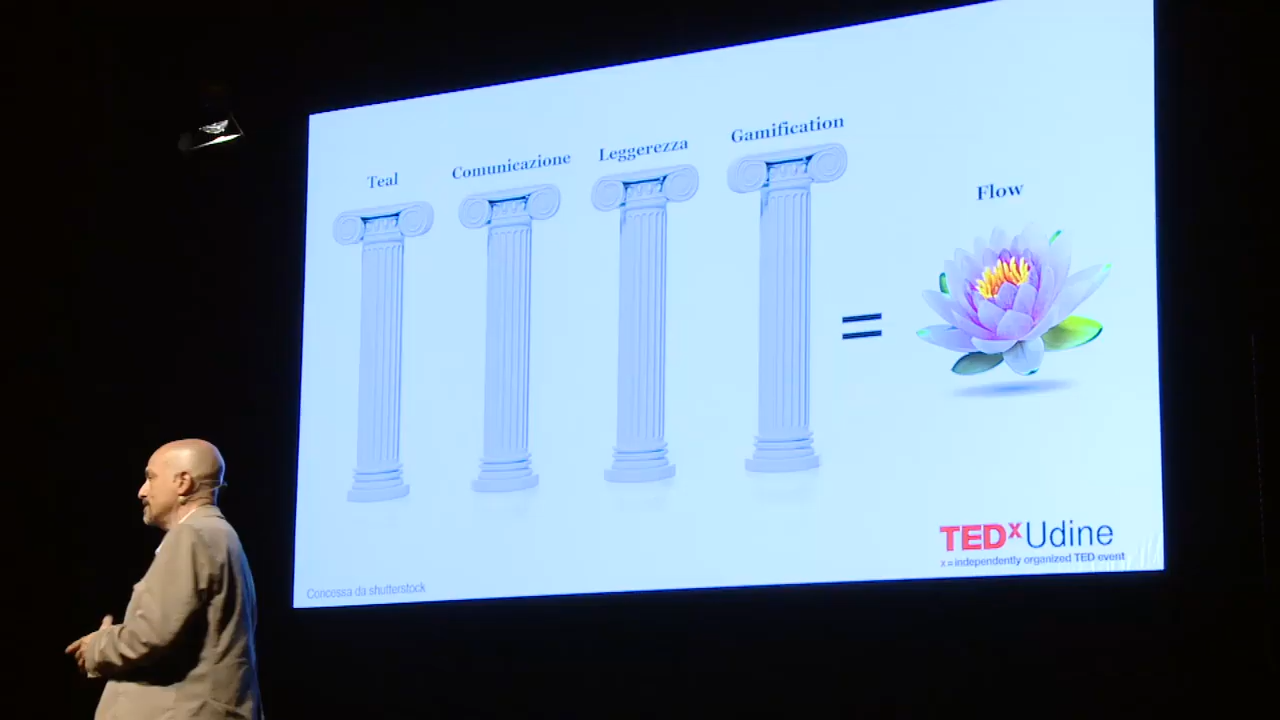 Teal
Comunicazione
Leggerezza
Gamification
=
Flow
TEDxUdine
x = independently organized TED event
Concessa da shutterstock